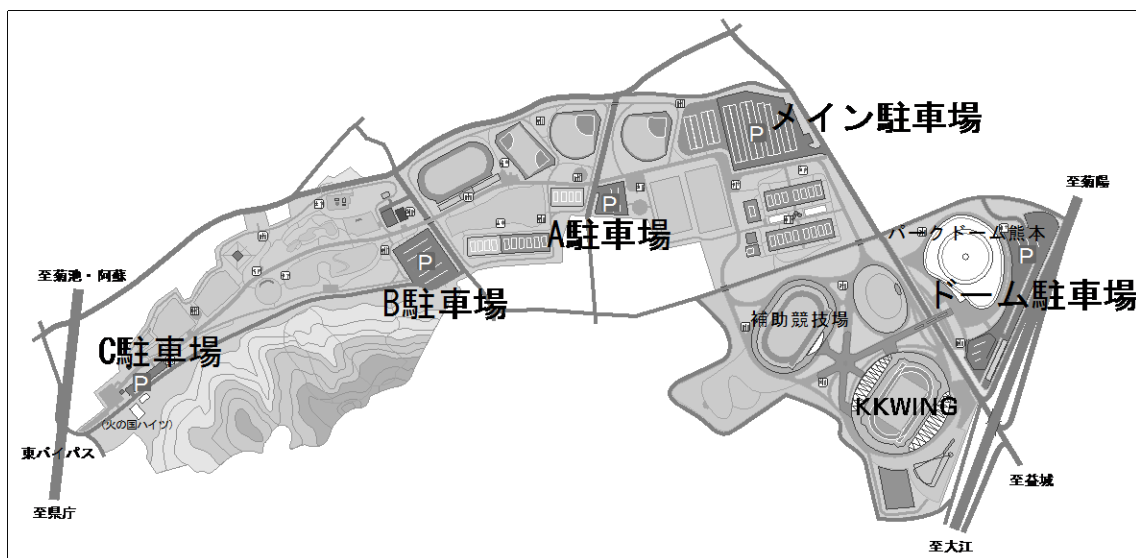 メイン駐車場
P
至菊陽
P
A駐車場
パークドーム熊本
P
P
至菊池・阿蘇
ドーム駐車場
B駐車場
補助競技場
C駐車場
P
KKWING
(火の国ハイツ)
東バイパス
至益城
至県庁
至大江